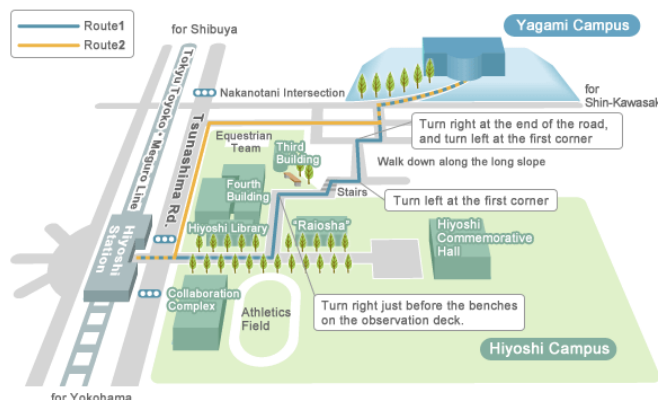 Route1
Route2
for Shibuya
Yagami Campus
Tokyu Toyoko · Meguro Line
Nakanotani Intersection
for
Shin-Kawasak
Tsunashima Rd.
Equestrian
Team
Third
Building
Turn right at the end of the road,
and turn left at the first corner
Walk down along the long slope
Fourth
Building
Stairs
Turn left at the first corner
Hiyoshi
Station
Hiyoshi Library
"Raiosha"
Hiyoshi
Commemorative
Hall
Collaboration
Complex
Athletics
Field
Turn right just before the benches
on the observation deck.
Hiyoshi Campus
for Yokohama